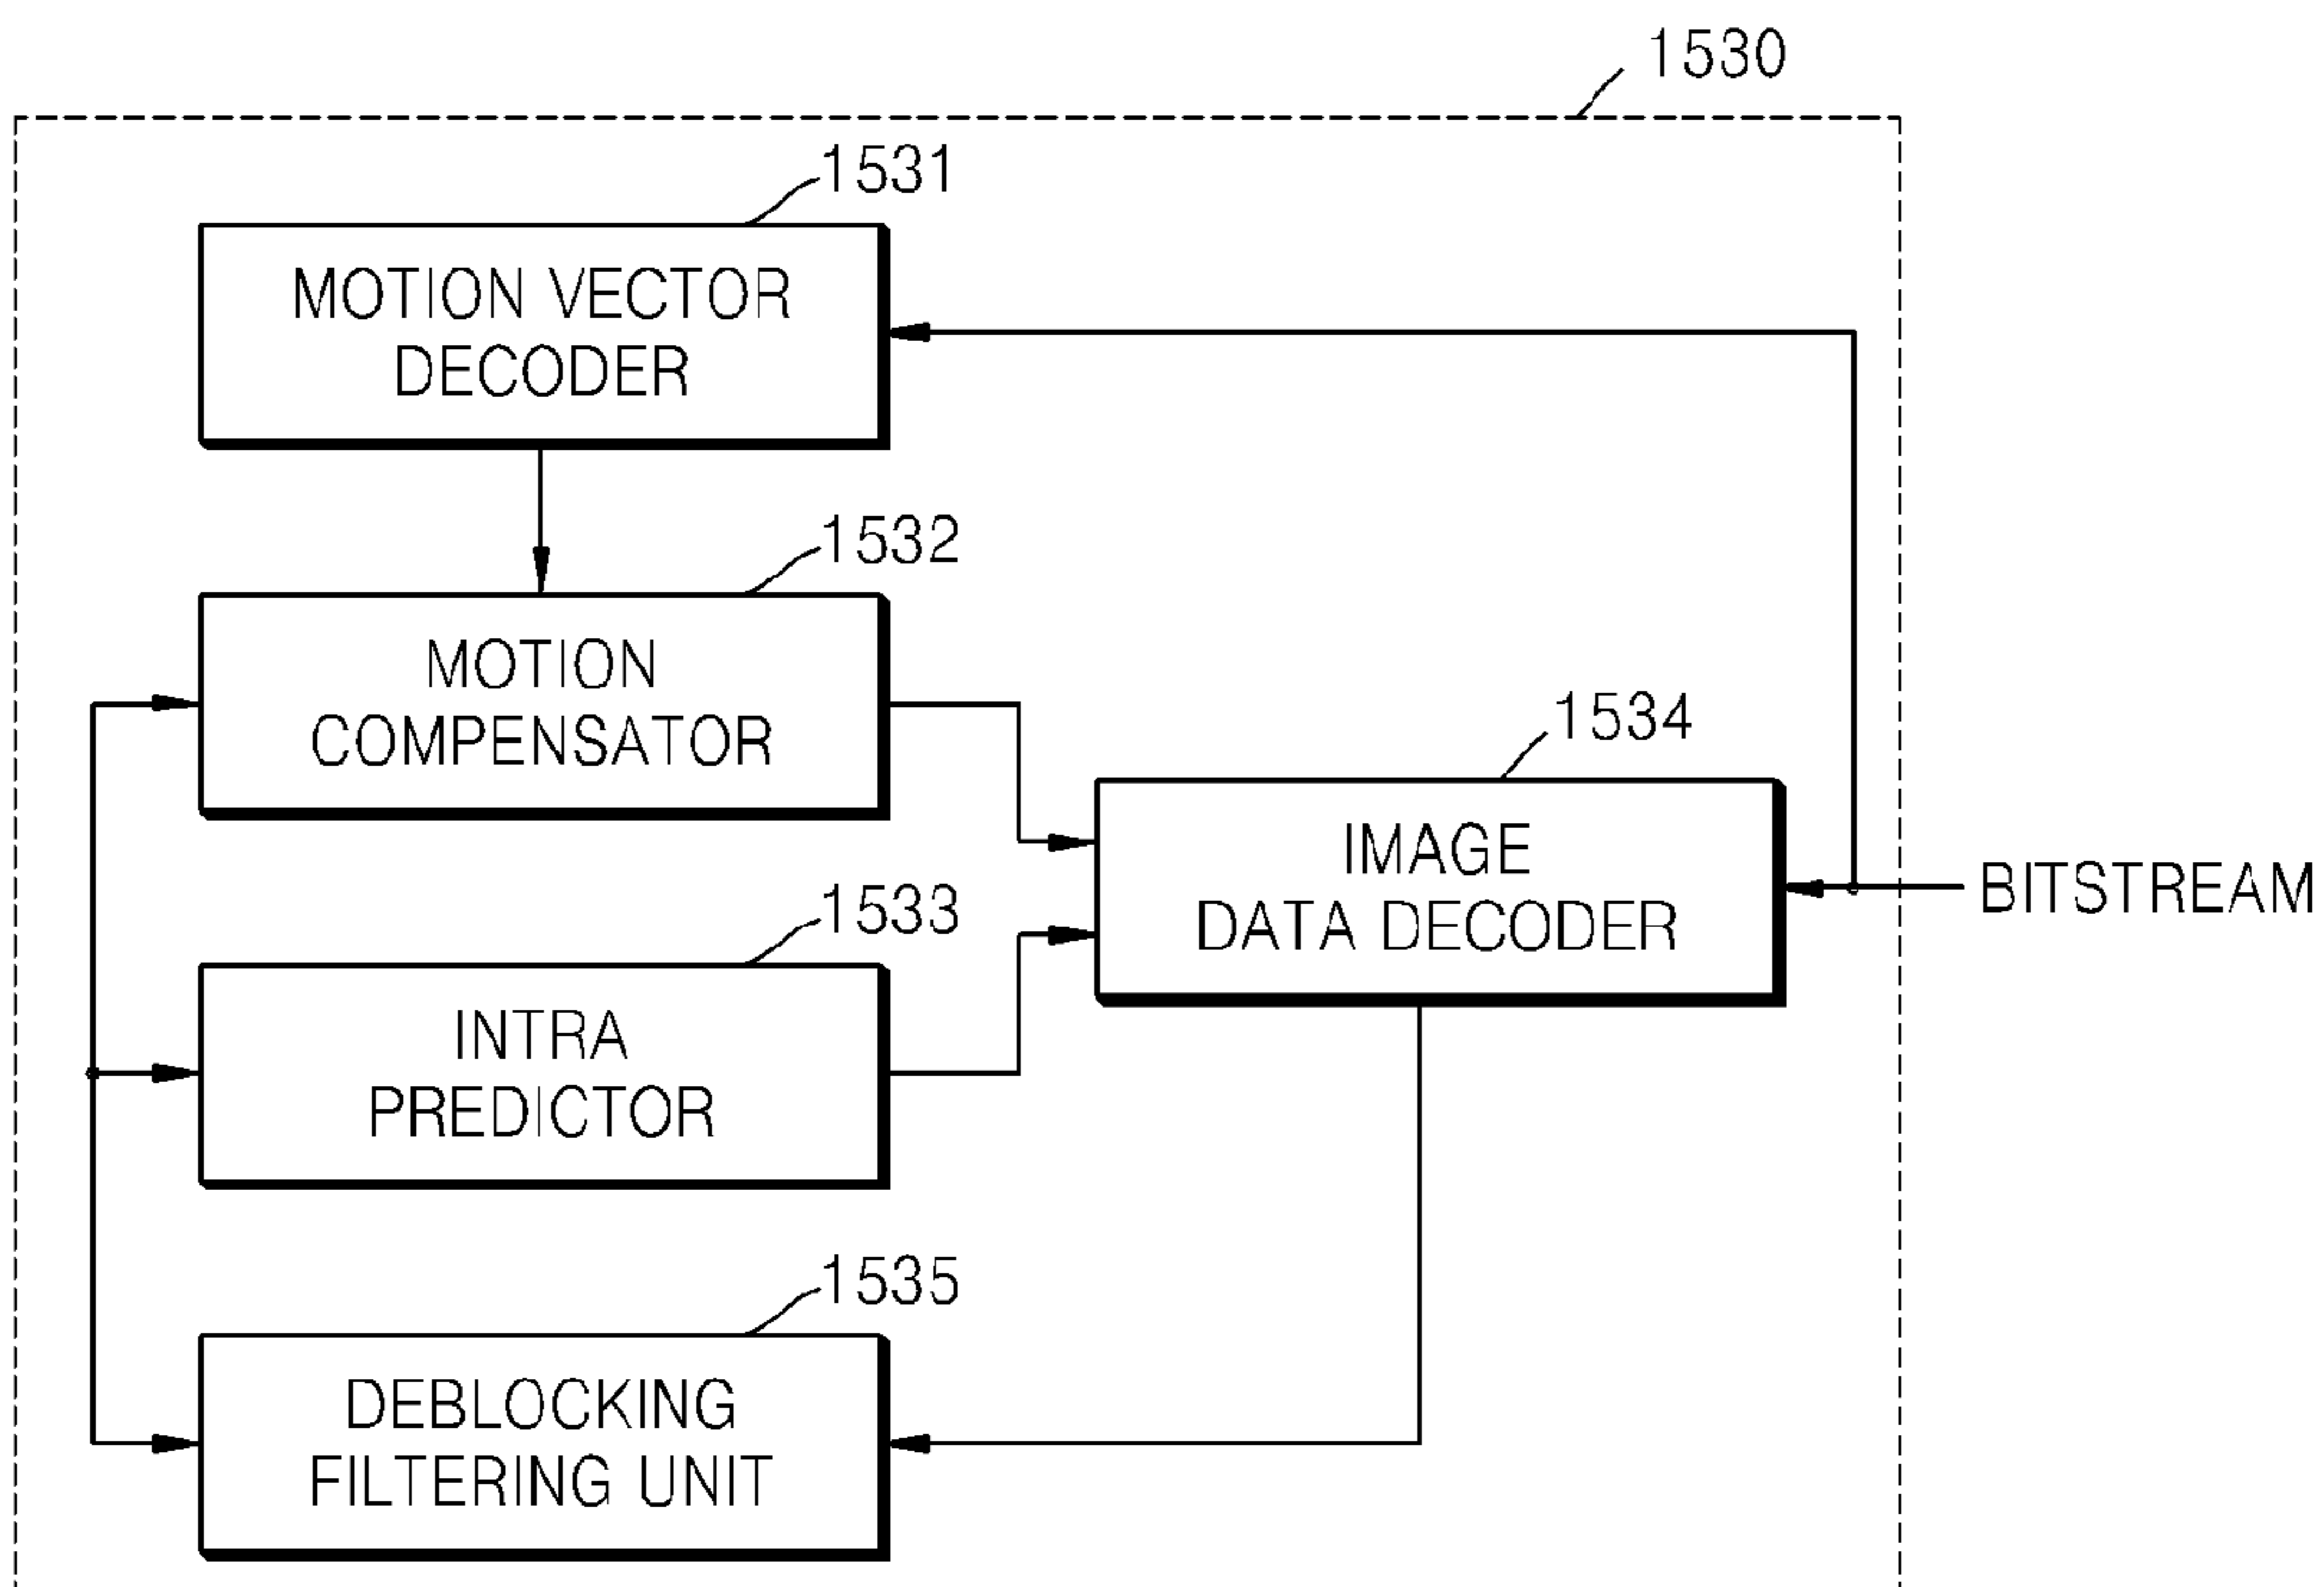 1530
1531
MOTION VECTOR
DECODER
1532
MOTION
COMPENSATOR
1534
IMAGE
DATA DECODER
BITSTREAM
1533
INTRA
PREDICTOR
1535
DEBLOCKING
FILTERING UNIT